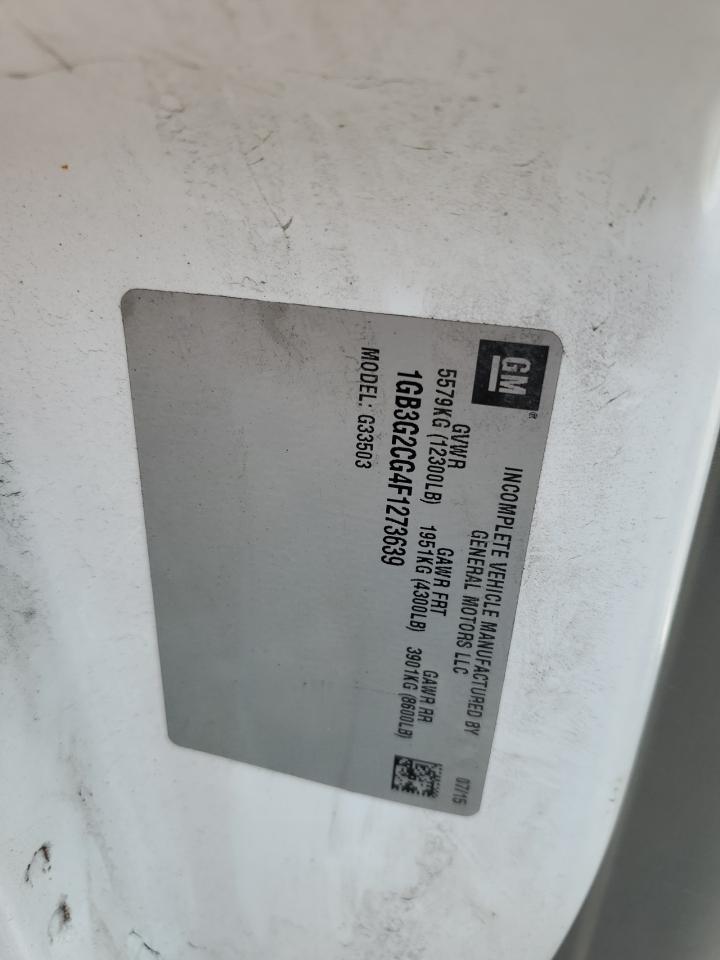 GM®
INCOMPLETE VEHICLE MANUFACTURED BY
GENERAL MOTORS LLC
07/15
GVWR GAWR FRT GAWR RR
5579KG (12300LB) 1951KG (4300LB) 3901KG (8600LB)
1GB3G2CG4F1273639
MODEL: G33503